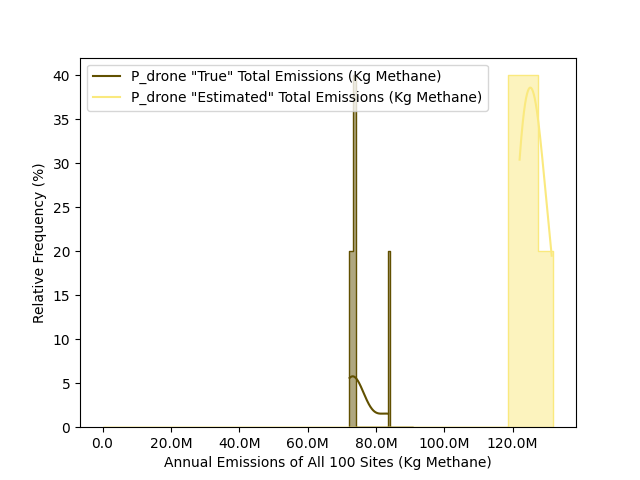 P_drone "True" Total Emissions (Kg Methane)
P_drone "Estimated" Total Emissions (Kg Methane)
40
35
30
25
20
15
10
5
0
Relative Frequency (%)
0.0 20.0M 40.0M 60.0M 80.0M 100.0M 120.0M
Annual Emissions of All 100 Sites (Kg Methane)